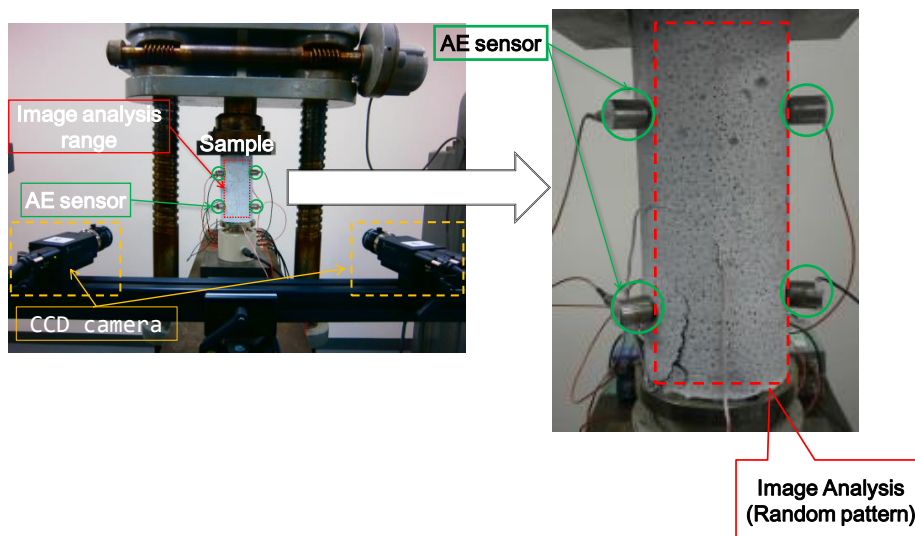 Image analysis
range
Sample
AE sensor
CCD camera
AE sensor
Image Analysis
(Random pattern)